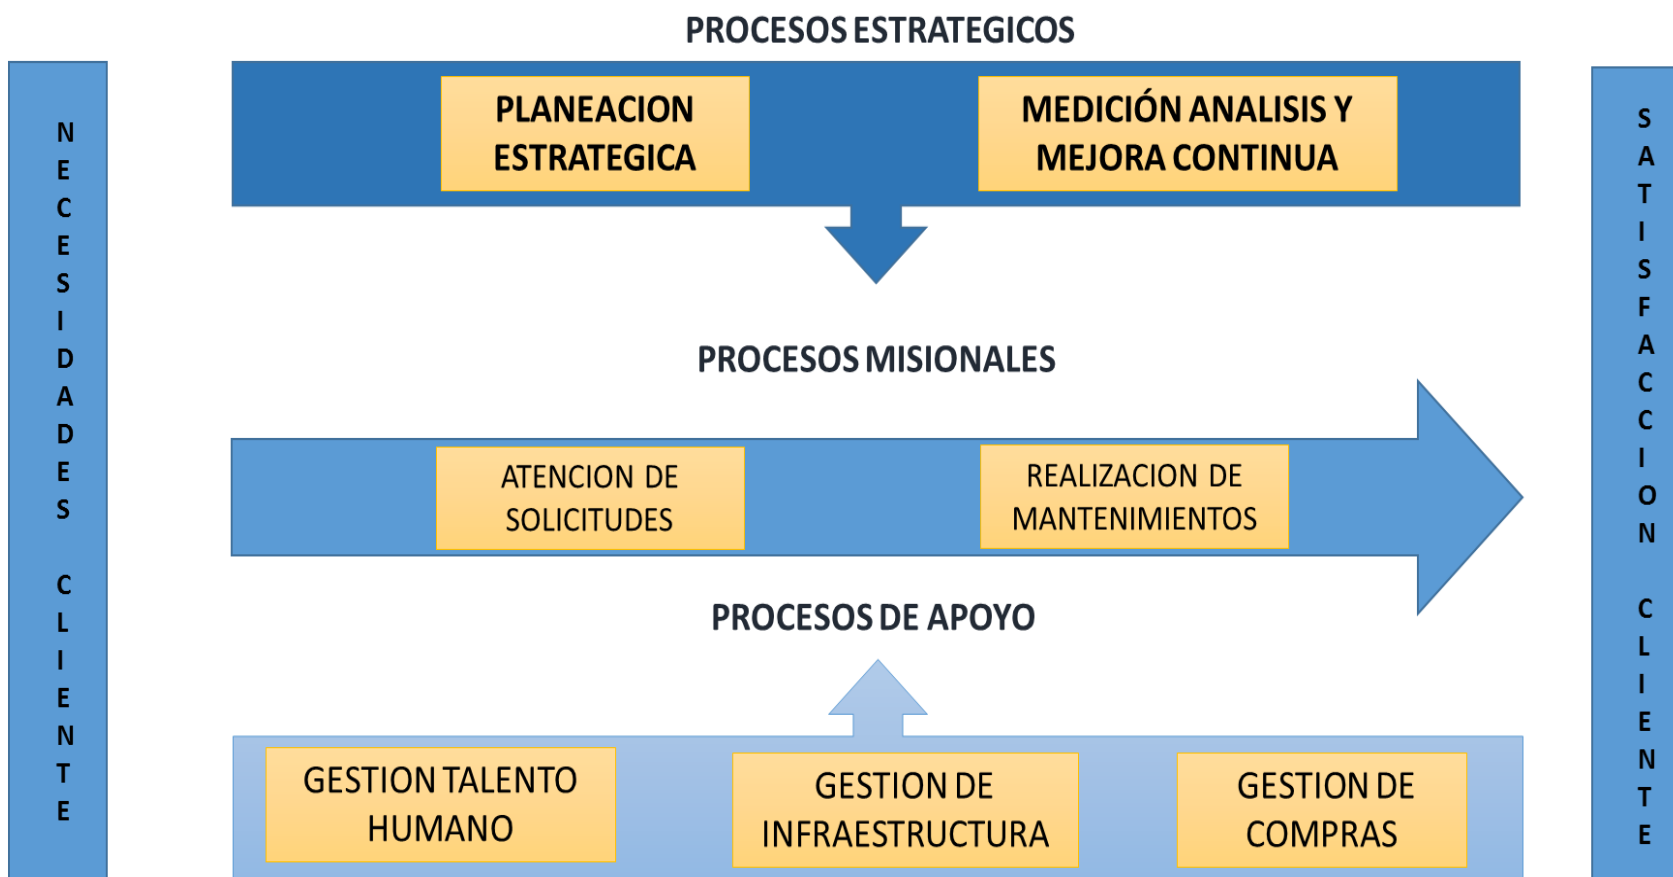 PROCESOS ESTRATEGICOS
NECESIDADES CLIENTE
PLANEACION
ESTRATEGICA
MEDICIÓN ANALISIS Y
MEJORA CONTINUA
SATISFACCION CLIENTE
PROCESOS MISIONALES
ATENCION DE
SOLICITUDES
REALIZACION DE
MANTENIMIENTOS
PROCESOS DE APOYO
GESTION TALENTO
HUMANO
GESTION DE
INFRAESTRUCTURA
GESTION DE
COMPRAS